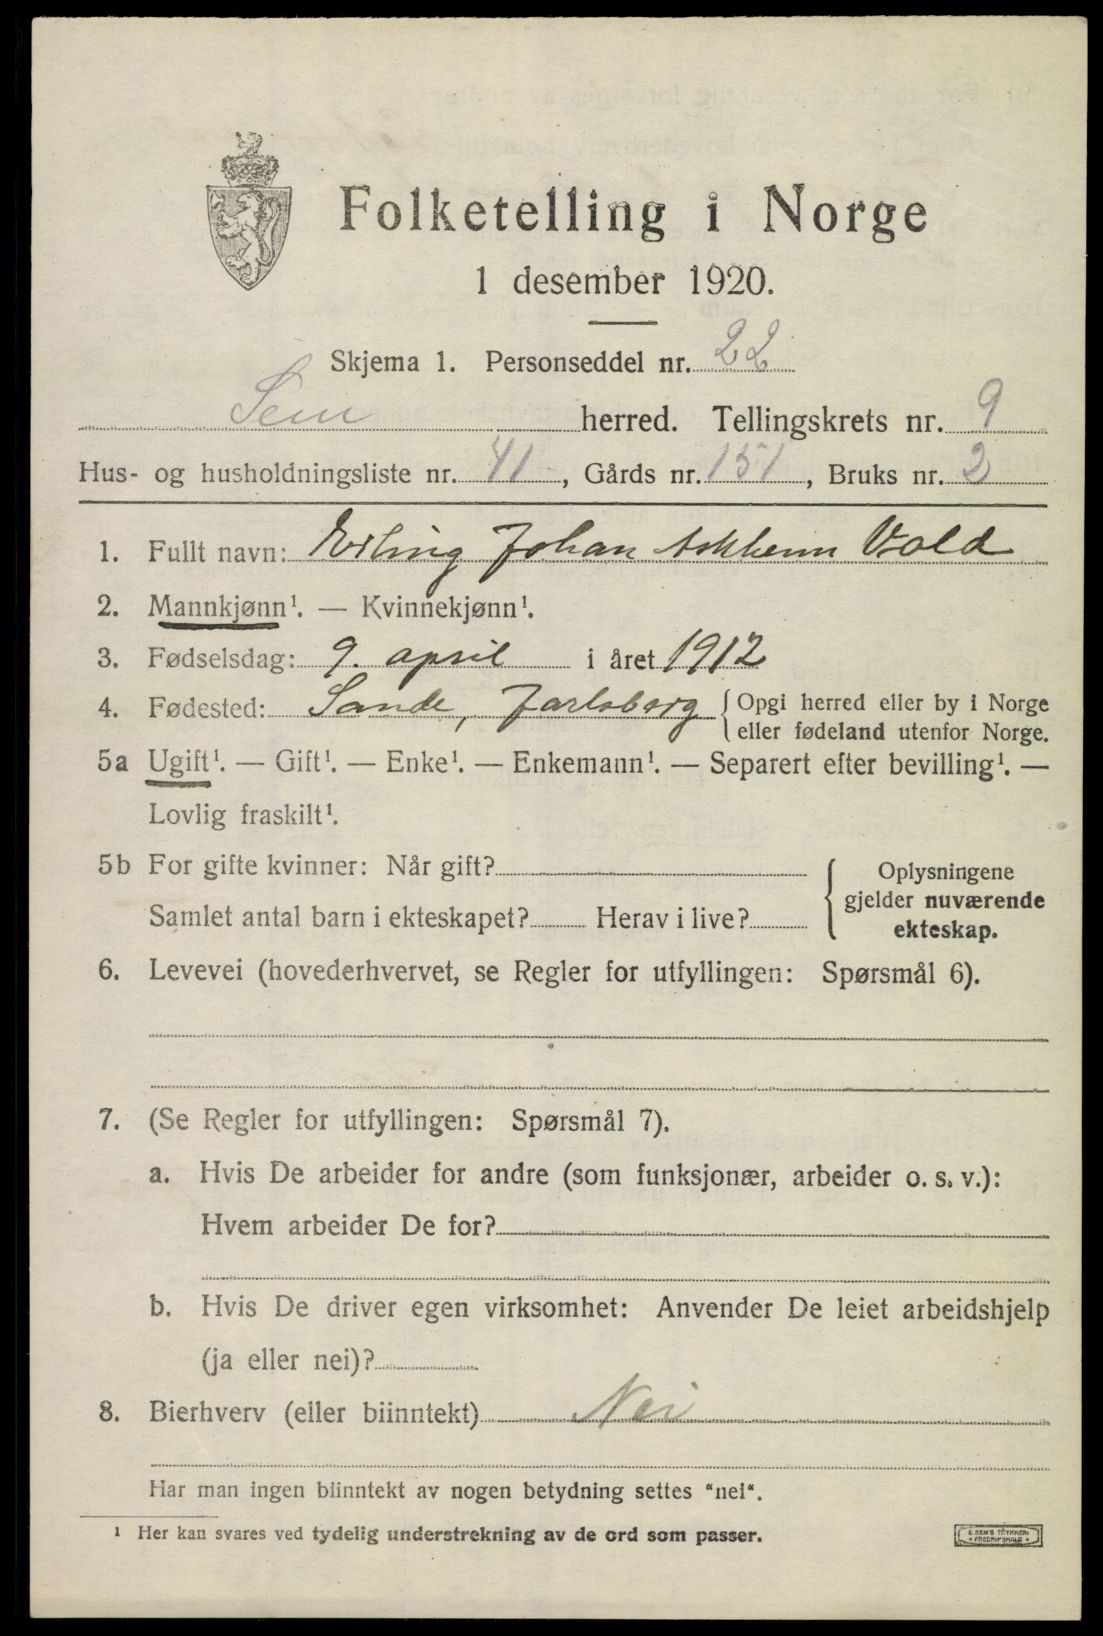 Folketelling i Norge
1 desember 1920.
Skjema 1. Personseddel nr. 22
Sem herred. Tellingskrets nr. 9
Hus- og husholdningsliste nr. 41, Gårds nr. 151, Bruks nr. 2
1. Fullt navn: Erling Johan Askhenn Vold
2. Mannkjønn¹. — Kvinnekjønn¹.
3. Fødselsdag: 9. april i året 1912
4. Fødested: Sande, Jarlsberg {Opgi herred eller by i Norge
eller fødeland utenfor Norge.
5a Ugift¹. — Gift¹. — Enke¹. — Enkemann¹. — Separert efter bevilling¹. —
Lovlig fraskilt¹.
5b For gifte kvinner: Når gift?
Samlet antal barn i ekteskapet? Herav i live?
{Oplysningene
gjelder nuværende
ekteskap.
6. Levevei (hovederhvervet, se Regler for utfyllingen: Spørsmål 6).
7. (Se Regler for utfyllingen: Spørsmål 7).
a. Hvis De arbeider for andre (som funksjonær, arbeider o. s. v.):
Hvem arbeider De for?
b. Hvis De driver egen virksomhet: Anvender De leiet arbeidshjelp
(ja eller nei)?
8. Bierhverv (eller biinntekt) Nei
Har man ingen biinntekt av nogen betydning settes "nei".
¹ Her kan svares ved tydelig understrekning av de ord som passer.
E. SEM'S TRYKKERI
FREDRIKSHALD